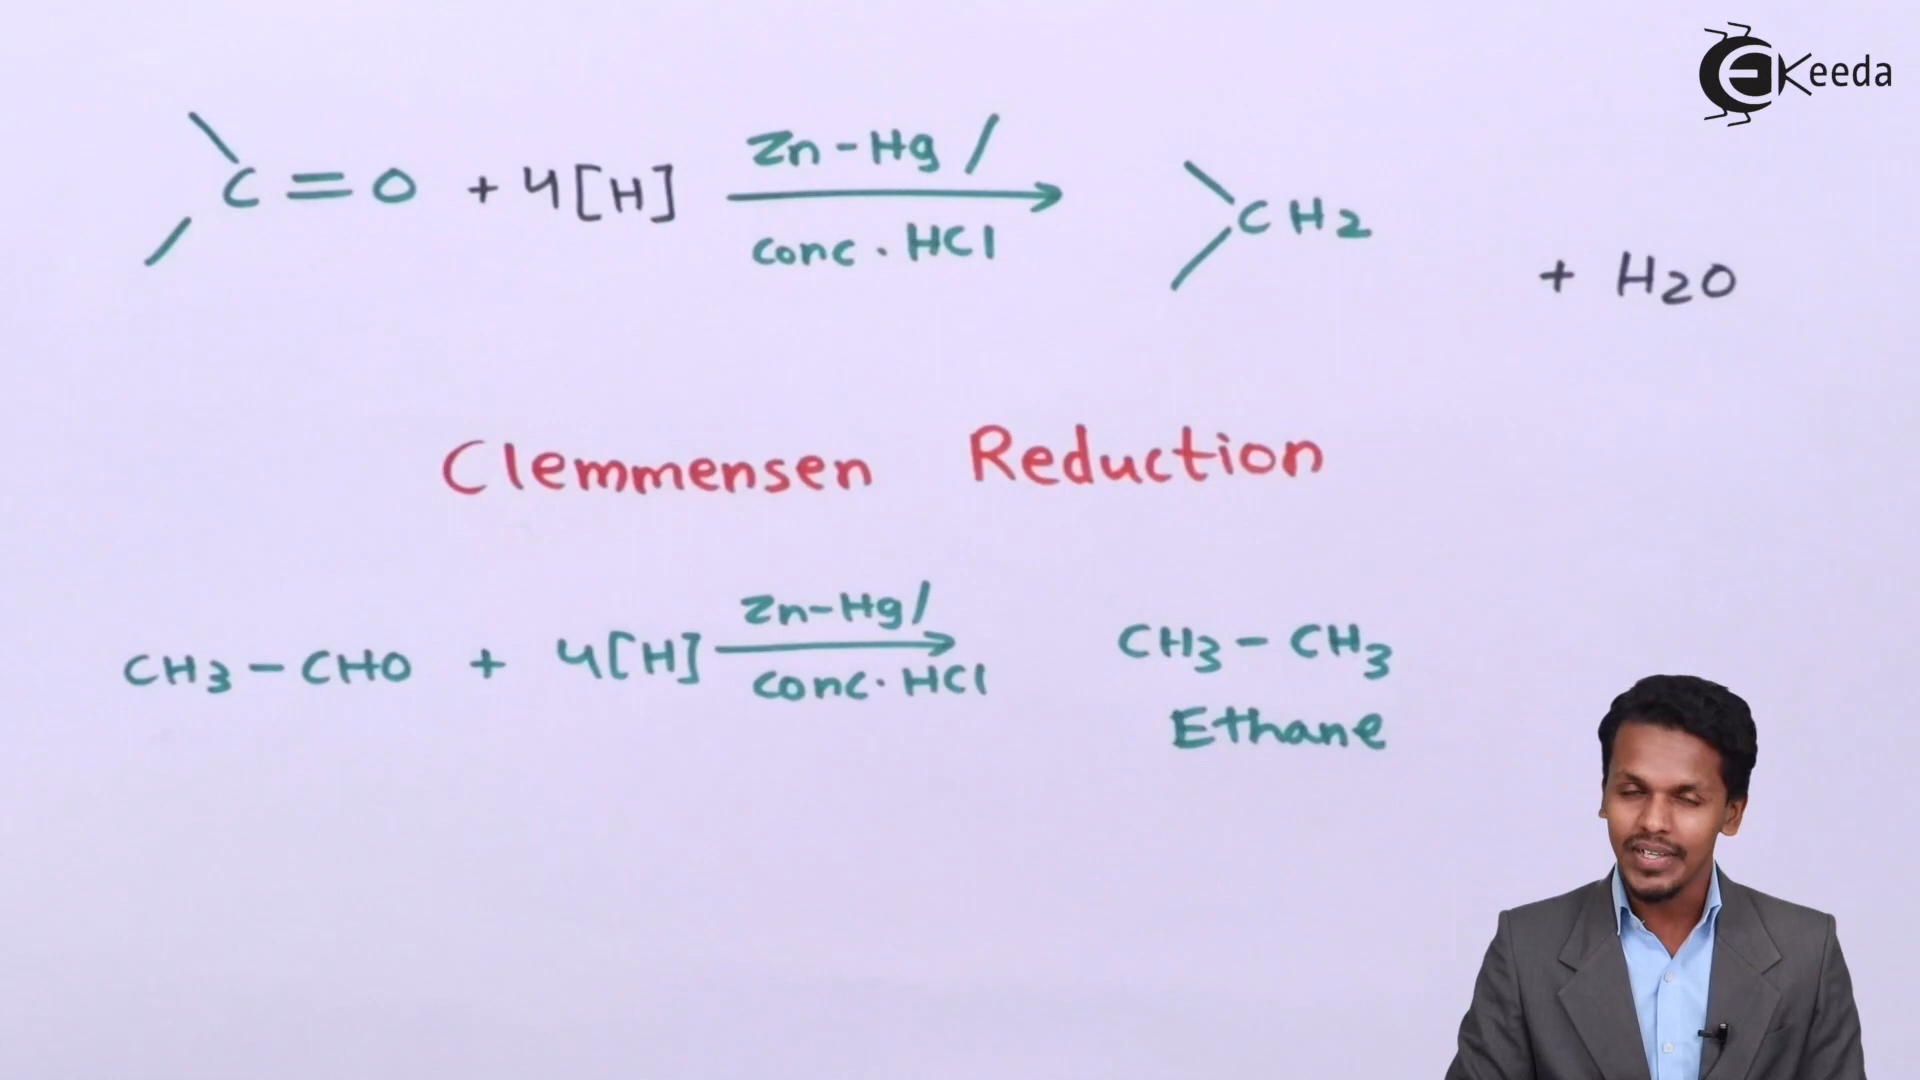 EKeeda
Zn-Hg/
C=O + 4[H] → CH2 + H2O
conc. HCl
Clemmensen Reduction
Zn-Hg/
CH3-CHO + 4[H] → CH3-CH3
conc. HCl
Ethane